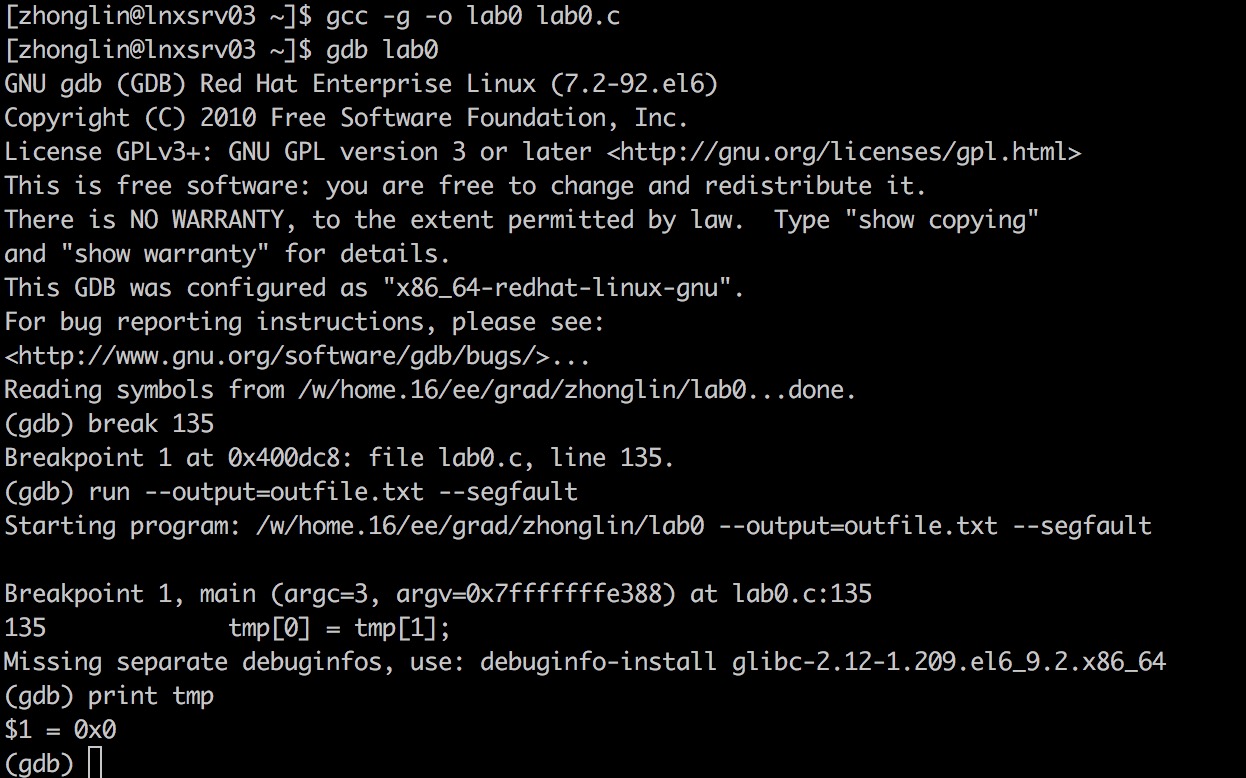 [zhonglin@lnxsrv03 ~]$ gcc -g -o lab0 lab0.c
[zhonglin@lnxsrv03 ~]$ gdb lab0
GNU gdb (GDB) Red Hat Enterprise Linux (7.2-92.el6)
Copyright (C) 2010 Free Software Foundation, Inc.
License GPLv3+: GNU GPL version 3 or later <http://gnu.org/licenses/gpl.html>
This is free software: you are free to change and redistribute it.
There is NO WARRANTY, to the extent permitted by law.  Type "show copying"
and "show warranty" for details.
This GDB was configured as "x86_64-redhat-linux-gnu".
For bug reporting instructions, please see:
<http://www.gnu.org/software/gdb/bugs/>...
Reading symbols from /w/home.16/ee/grad/zhonglin/lab0...done.
(gdb) break 135
Breakpoint 1 at 0x400dc8: file lab0.c, line 135.
(gdb) run --output=outfile.txt --segfault
Starting program: /w/home.16/ee/grad/zhonglin/lab0 --output=outfile.txt --segfault
Breakpoint 1, main (argc=3, argv=0x7fffffffe388) at lab0.c:135
135             tmp[0] = tmp[1];
Missing separate debuginfos, use: debuginfo-install glibc-2.12-1.209.el6_9.2.x86_64
(gdb) print tmp
$1 = 0x0
(gdb)